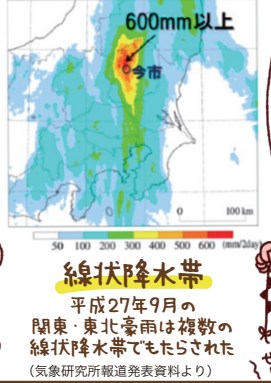 600mm以上
今市
0 100 km
50 100 200 300 400 500 600 (mm/2day)
線状降水帯
平成27年9月の
関東・東北豪雨は複数の
線状降水帯でもたらされた
(気象研究所報道発表資料より)